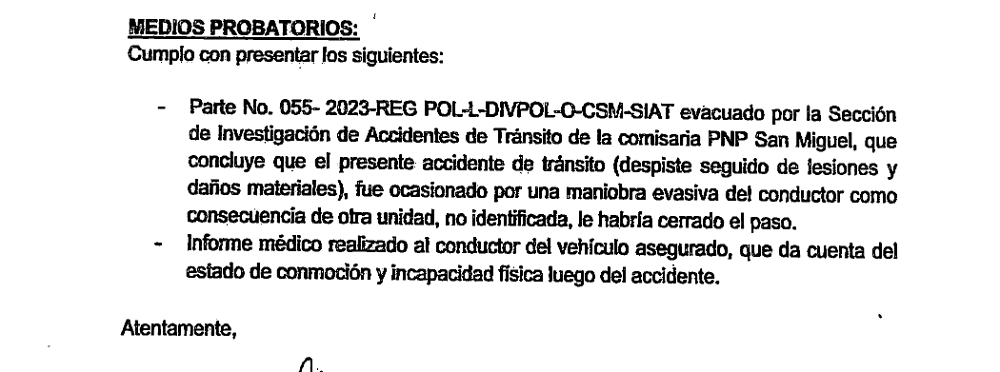 MEDIOS PROBATORIOS:
Cumplo con presentar los siguientes:
- Parte No. 055- 2023-REG POL-L-DIVPOL-O-CSM-SIAT evacuado por la Sección
de Investigación de Accidentes de Tránsito de la comisaria PNP San Miguel, que
concluye que el presente accidente de tránsito (despiste seguido de lesiones y
daños materiales), fue ocasionado por una maniobra evasiva del conductor como
consecuencia de otra unidad, no identificada, le habría cerrado el paso.
- Informe médico realizado al conductor del vehículo asegurado, que da cuenta del
estado de conmoción y incapacidad física luego del accidente.
Atentamente,